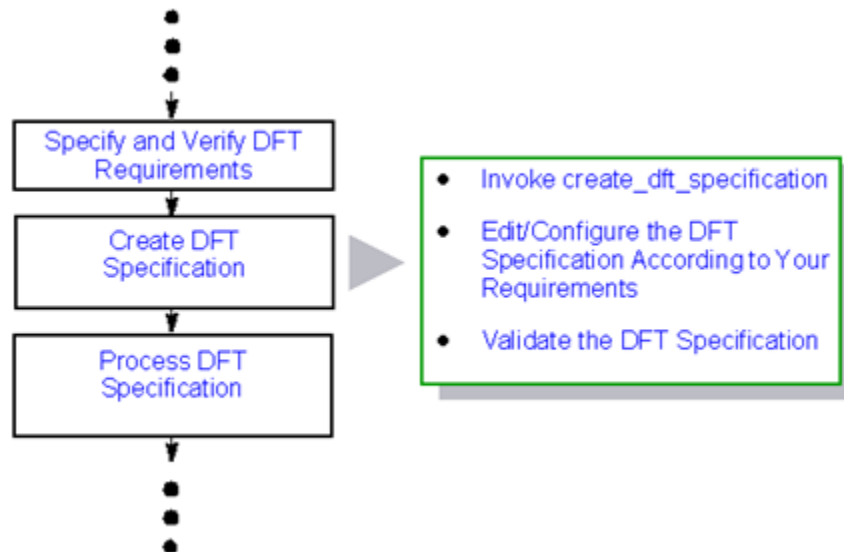 Specify and Verify DFT
Requirements
Create DFT
Specification
Process DFT
Specification
Invoke create_dft_specification
Edit/Configure the DFT
Specification According to Your
Requirements
Validate the DFT Specification